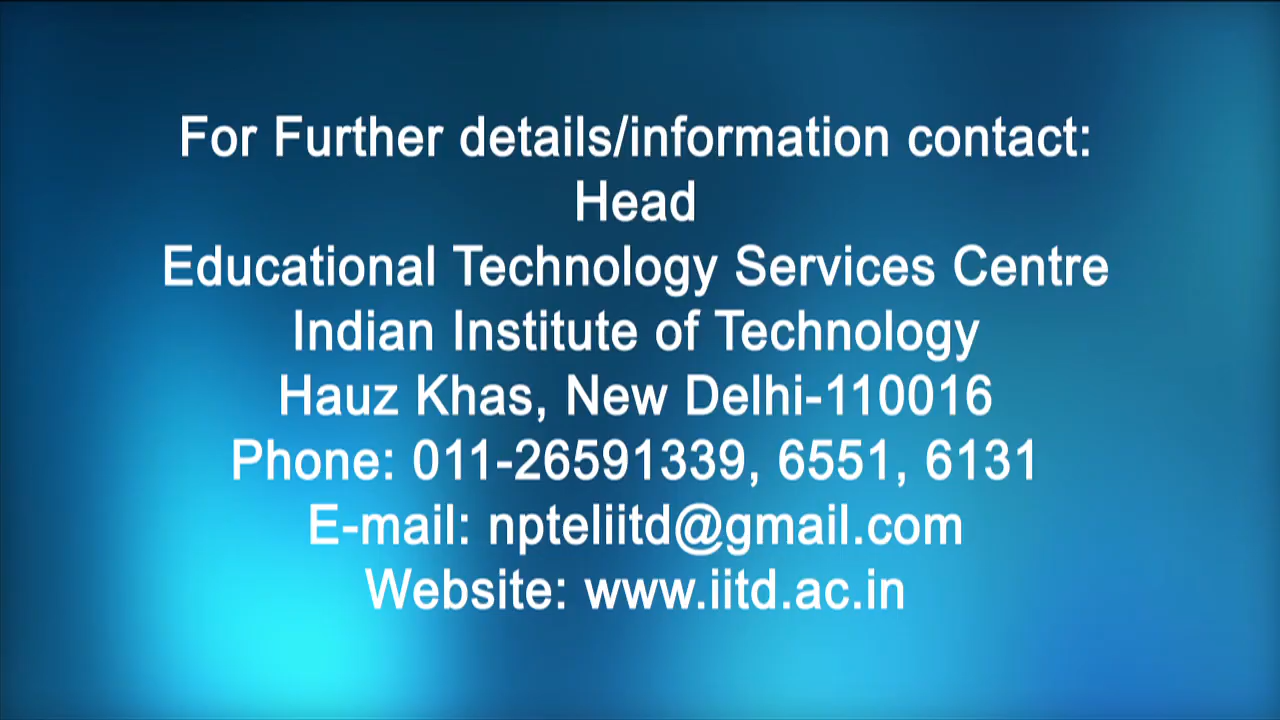 For Further details/information contact:
Head
Educational Technology Services Centre
Indian Institute of Technology
Hauz Khas, New Delhi-110016
Phone: 011-26591339, 6551, 6131
E-mail: npteliitd@gmail.com
Website: www.iitd.ac.in